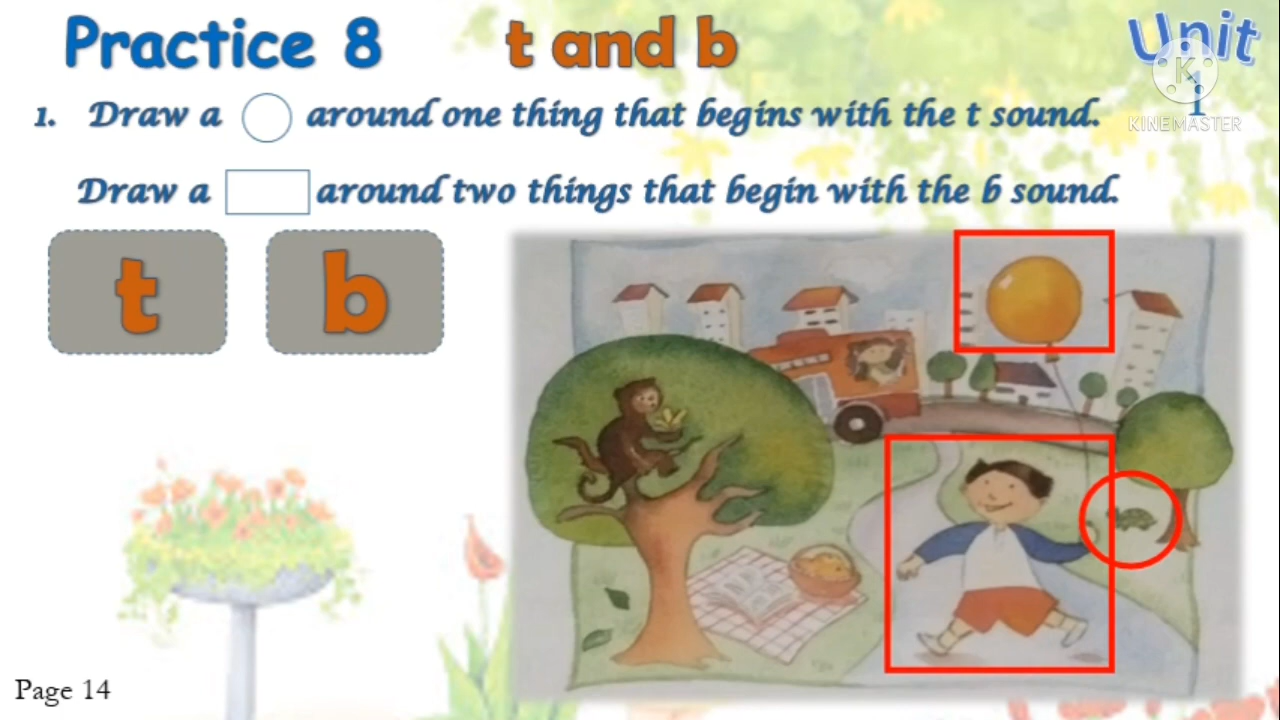 Practice 8 t and b Unit 1
1. Draw a around one thing that begins with the t sound.
KINEMASTER
Draw a around two things that begin with the b sound.
t b
Page 14